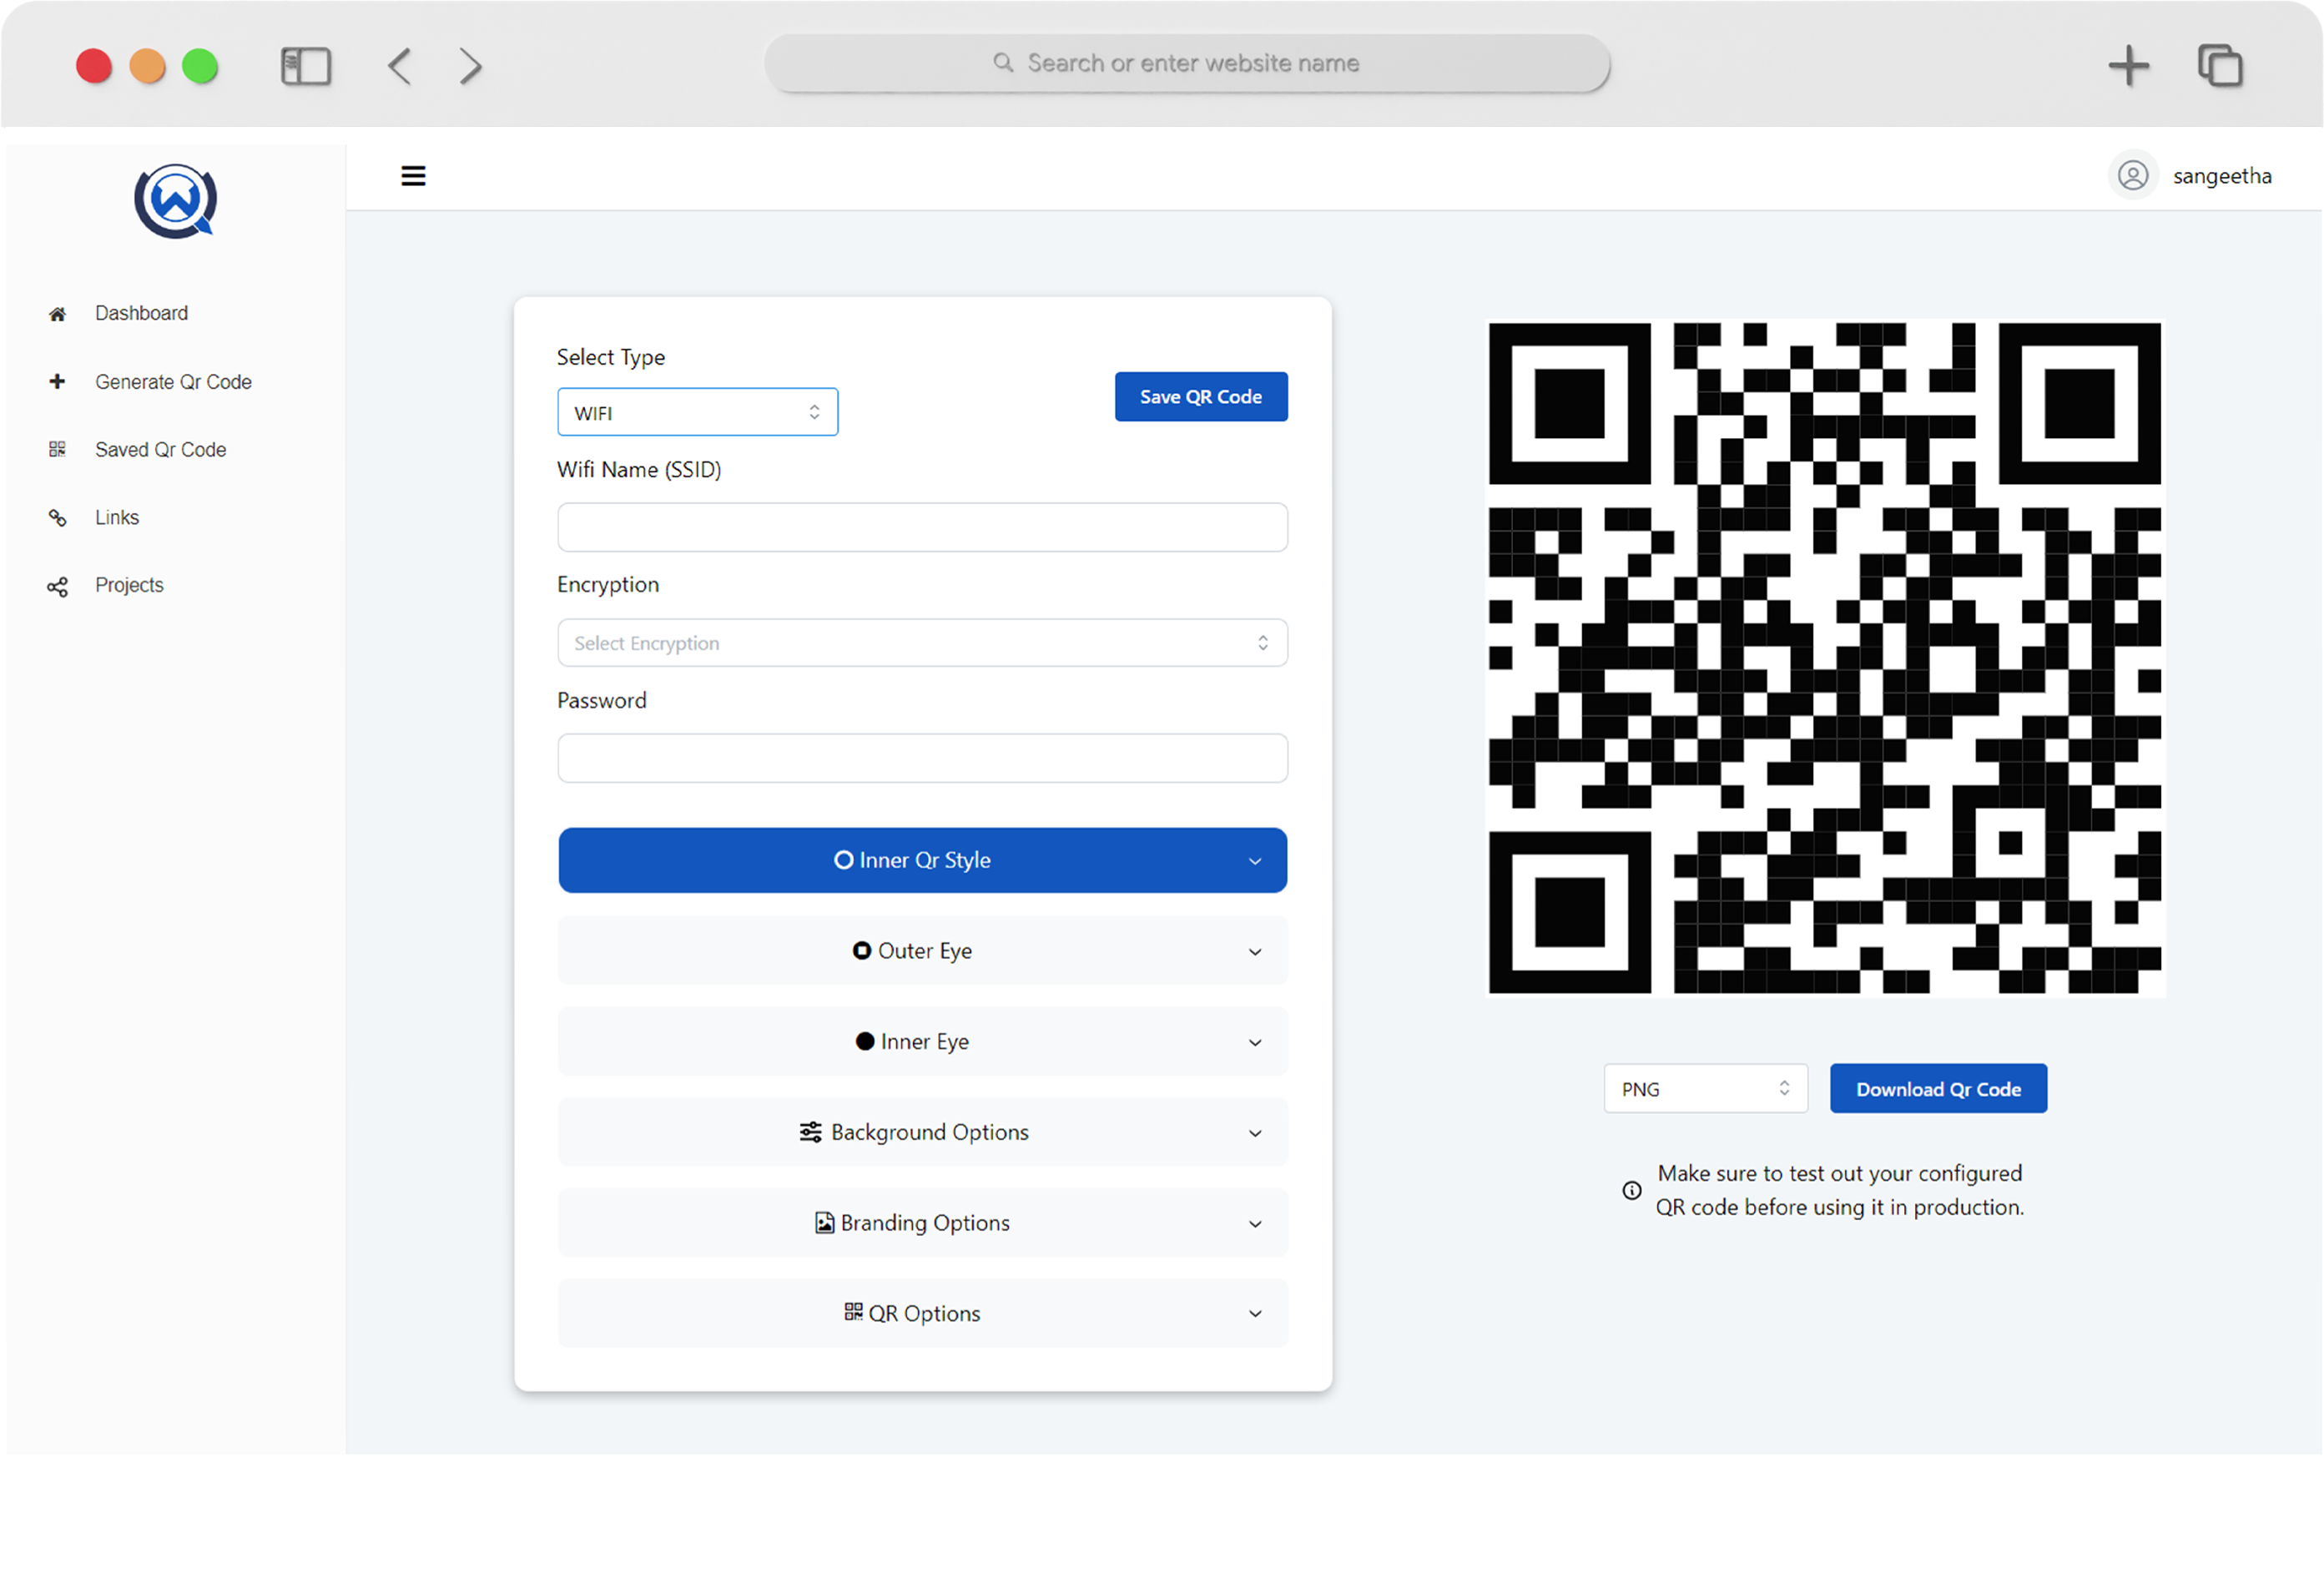 Search or enter website name
sangeetha
Dashboard
Generate Qr Code
Saved Qr Code
Links
Projects
Select Type
WIFI
Save QR Code
Wifi Name (SSID)
Encryption
Select Encryption
Password
Inner Qr Style
Outer Eye
Inner Eye
Background Options
Branding Options
QR Options
PNG
Download Qr Code
Make sure to test out your configured
QR code before using it in production.